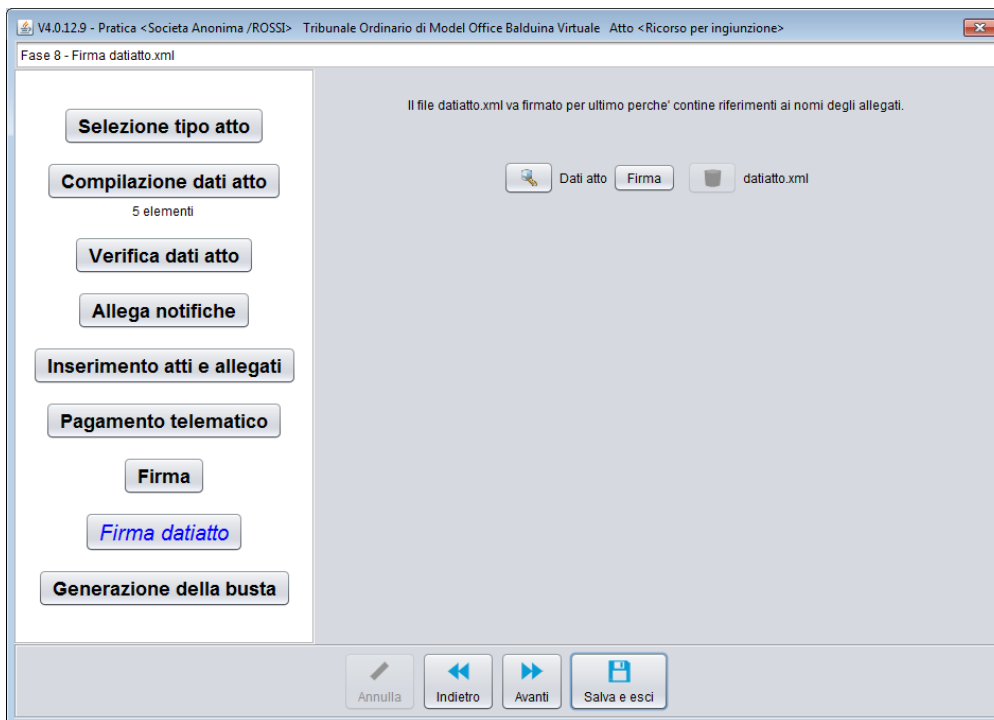 V4.0.12.9 - Pratica <Societa Anonima /ROSSI> Tribunale Ordinario di Model Office Balduina Virtuale Atto <Ricorso per ingiunzione>
Fase 8 - Firma datiatto.xml
Selezione tipo atto
Compilazione dati atto
5 elementi
Verifica dati atto
Allega notifiche
Inserimento atti e allegati
Pagamento telematico
Firma
Firma datiatto
Generazione della busta
Il file datiatto.xml va firmato per ultimo perche' contine riferimenti ai nomi degli allegati.
Dati atto Firma datiatto.xml
Annulla Indietro Avanti Salva e esci